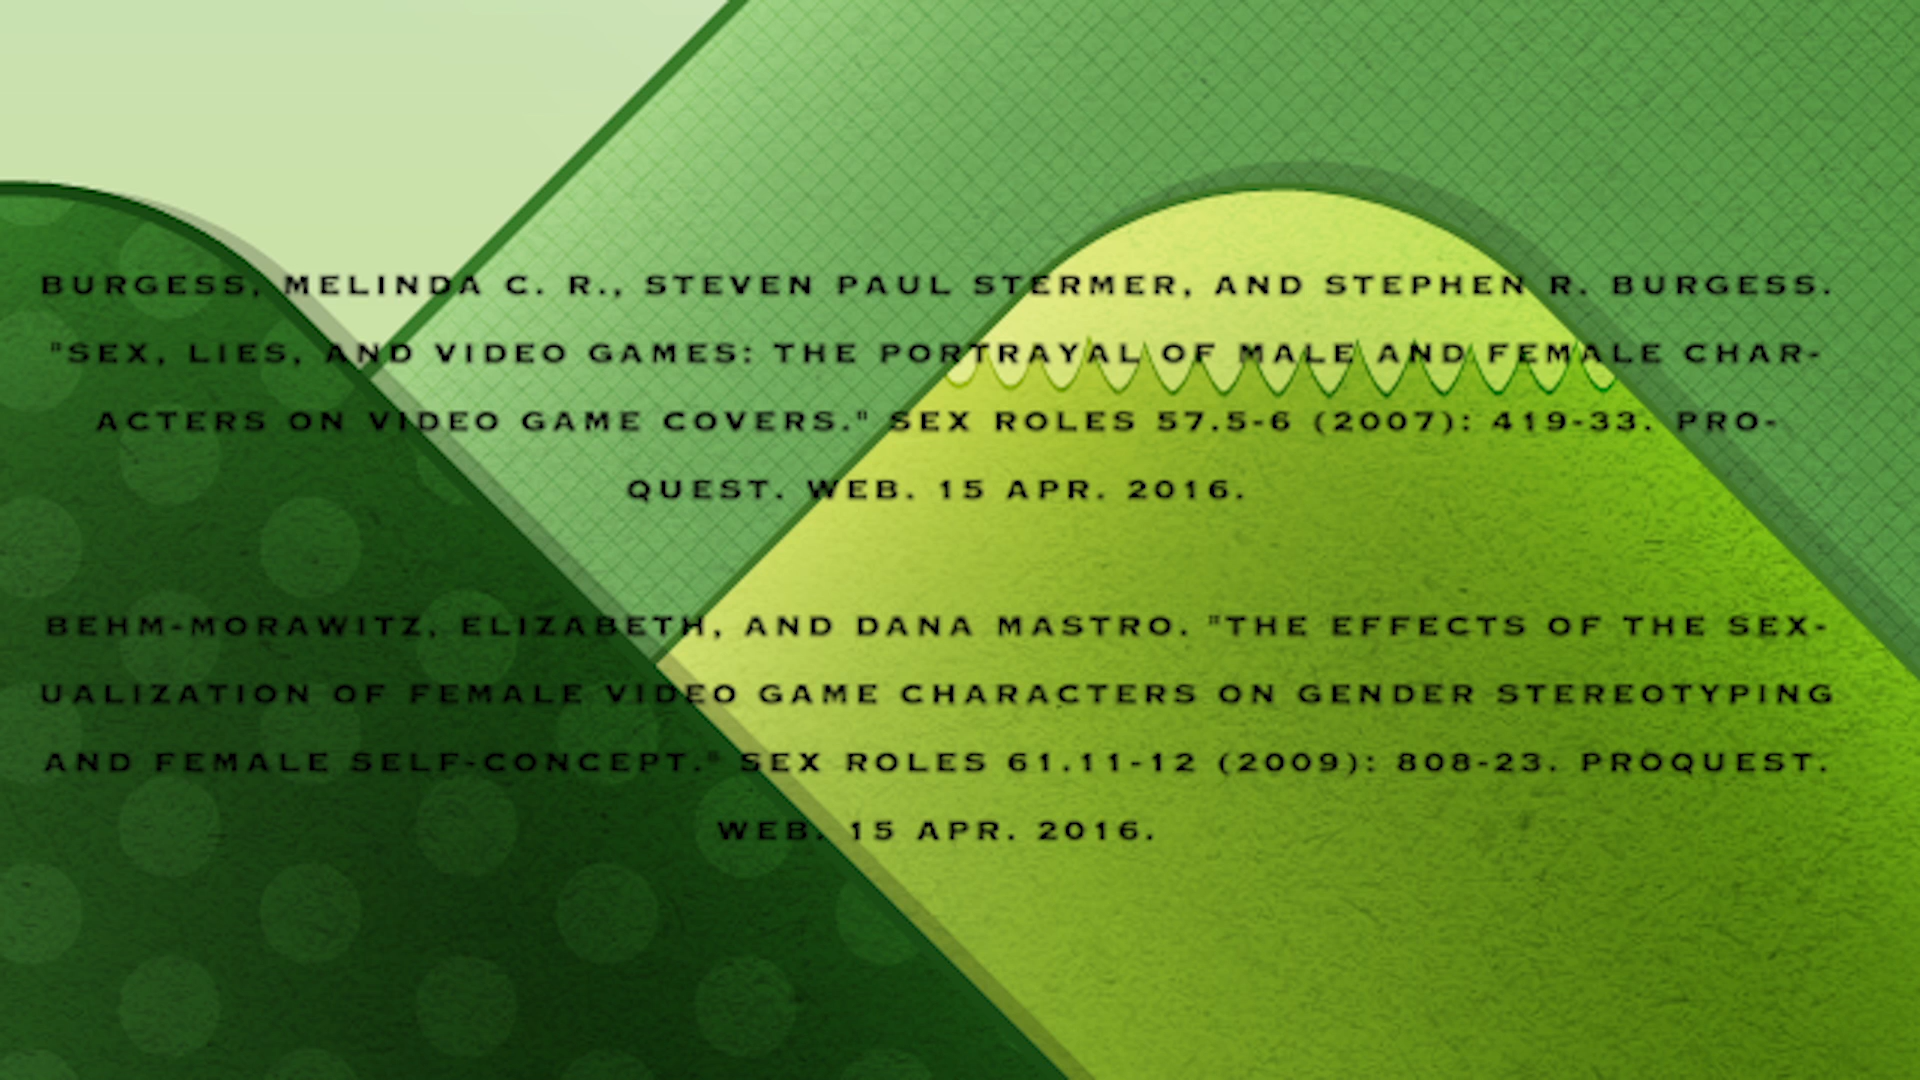 BURGESS, MELINDA C. R., STEVEN PAUL STERMER, AND STEPHEN R. BURGESS.
"SEX, LIES, AND VIDEO GAMES: THE PORTRAYAL OF MALE AND FEMALE CHAR-
ACTERS ON VIDEO GAME COVERS." SEX ROLES 57.5-6 (2007): 419-33. PRO-
QUEST. WEB. 15 APR. 2016.
BEHM-MORAWITZ, ELIZABETH, AND DANA MASTRO. "THE EFFECTS OF THE SEX-
UALIZATION OF FEMALE VIDEO GAME CHARACTERS ON GENDER STEREOTYPING
AND FEMALE SELF-CONCEPT." SEX ROLES 61.11-12 (2009): 808-23. PROQUEST.
WEB. 15 APR. 2016.